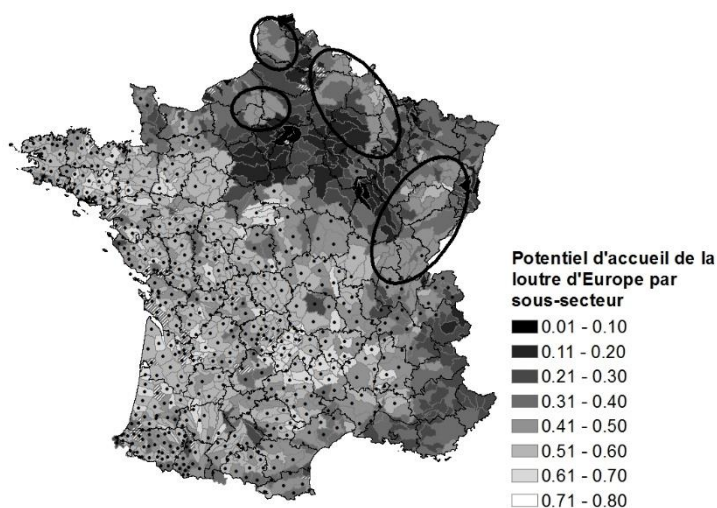 Potentiel d'accueil de la
loutre d'Europe par
sous-secteur
0.01 - 0.10
0.11 - 0.20
0.21 - 0.30
0.31 - 0.40
0.41 - 0.50
0.51 - 0.60
0.61 - 0.70
0.71 - 0.80